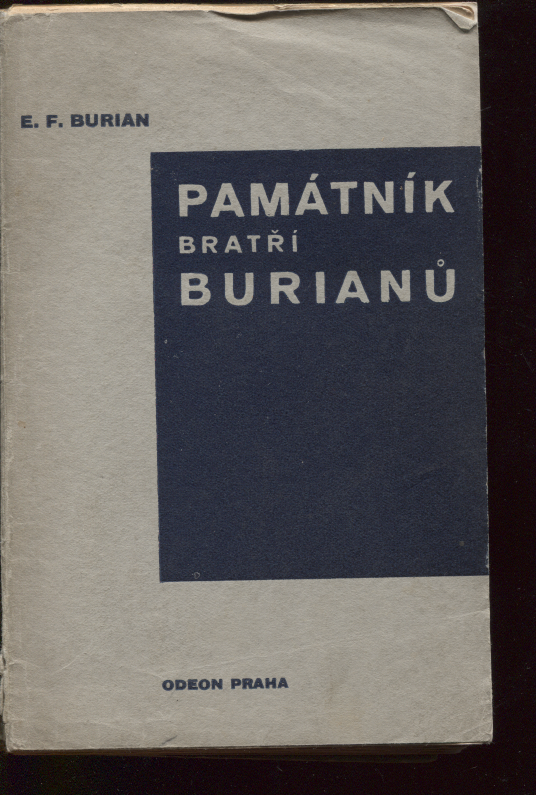 E. F. BURIAN
PAMÁTNÍK
BRATŘÍ
BURIANŮ
ODEON PRAHA